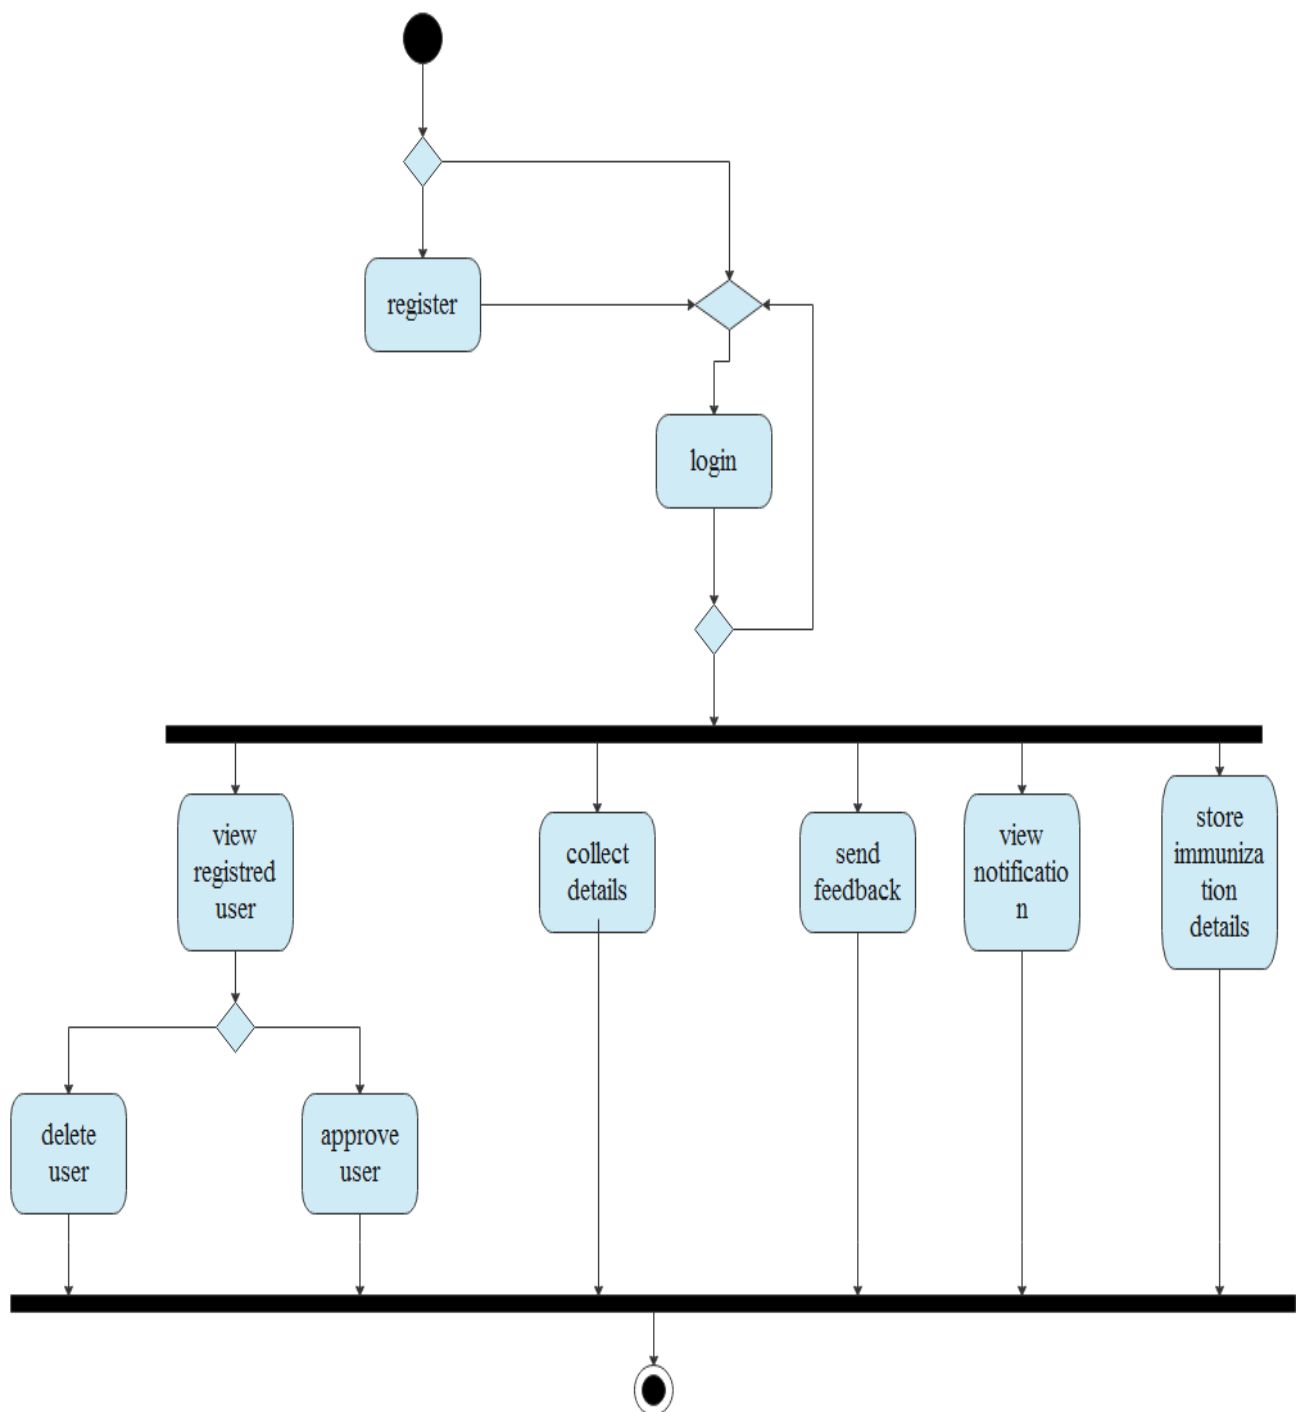 register
login
view
registred
user
collect
details
send
feedback
view
notificatio
n
store
immuniza
tion
details
delete
user
approve
user